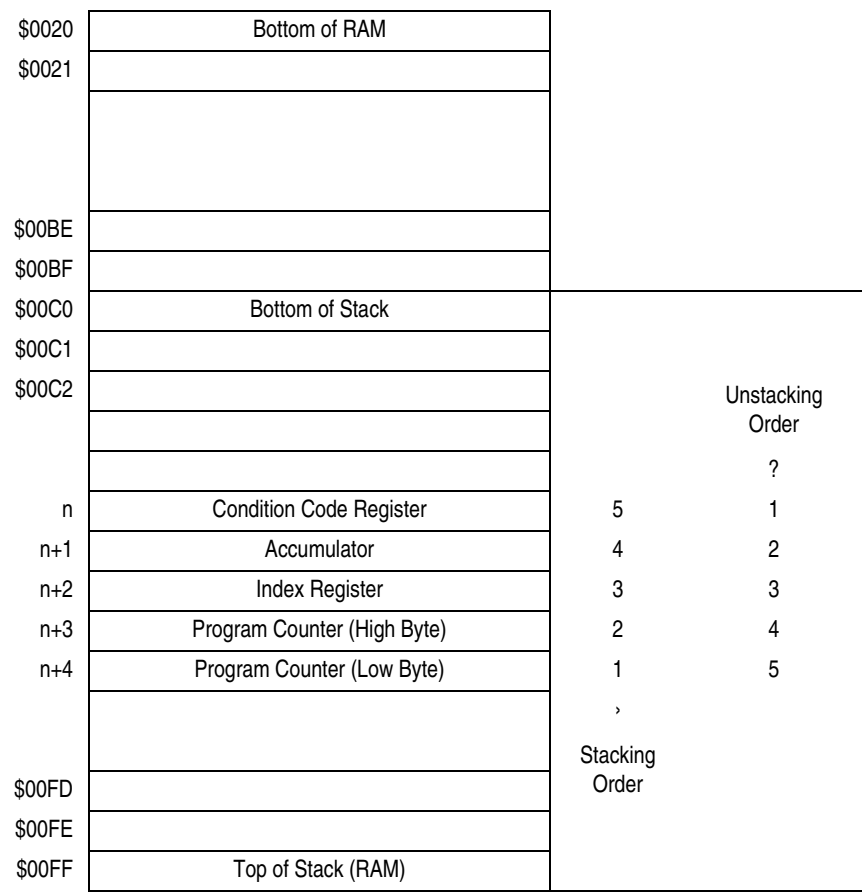 $0020 Bottom of RAM
$0021
$00BE
$00BF
$00C0 Bottom of Stack
$00C1
$00C2
Unstacking
Order
?
n Condition Code Register 5 1
n+1 Accumulator 4 2
n+2 Index Register 3 3
n+3 Program Counter (High Byte) 2 4
n+4 Program Counter (Low Byte) 1 5
›
Stacking
Order
$00FD
$00FE
$00FF Top of Stack (RAM)